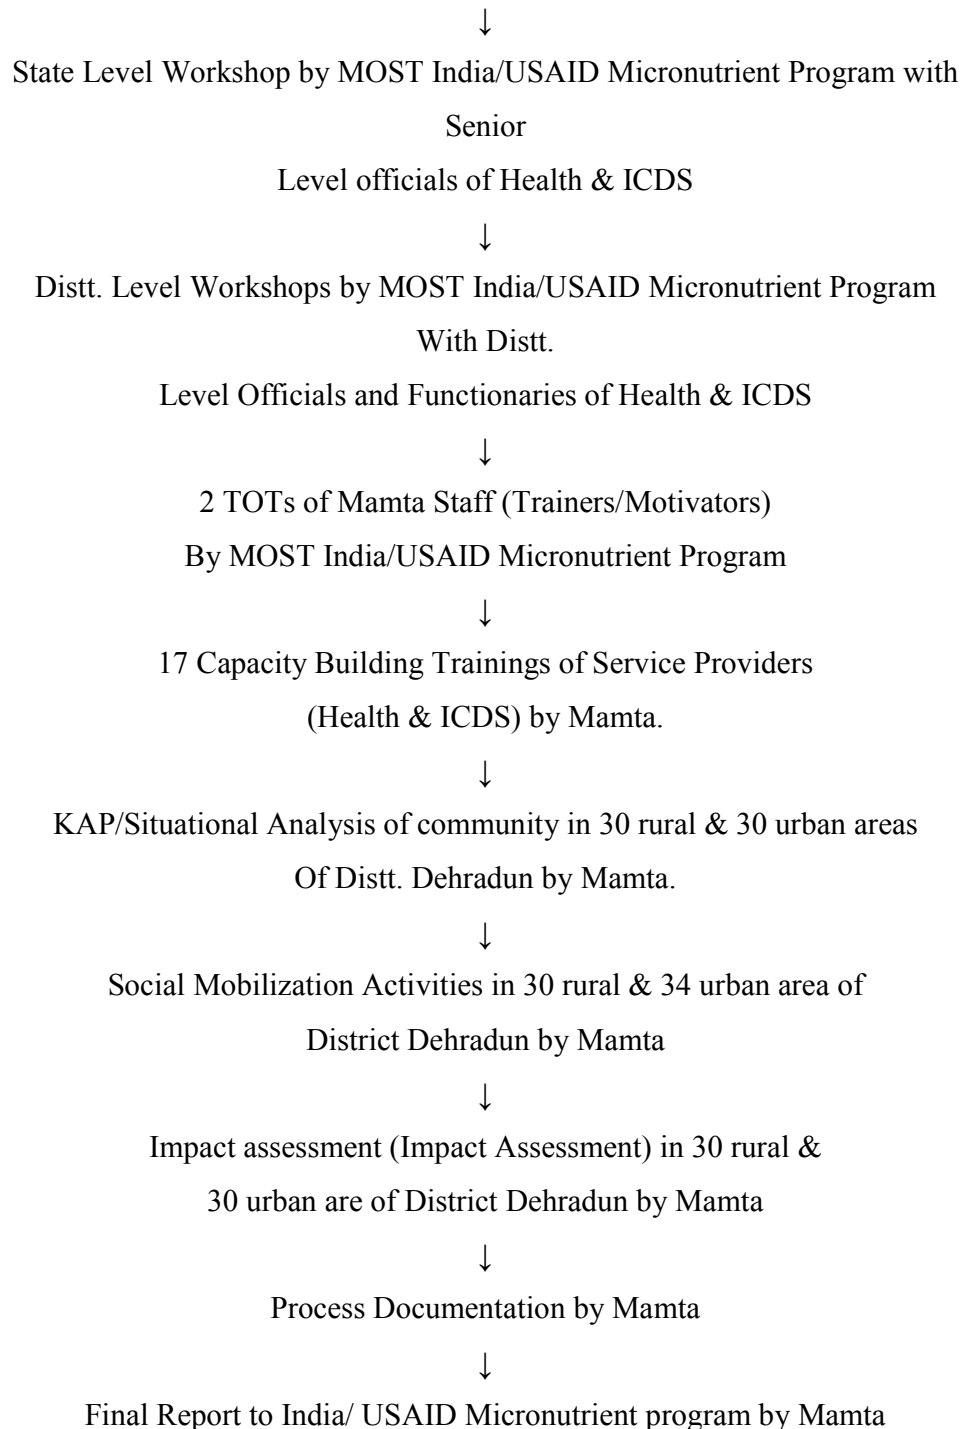 ↓
State Level Workshop by MOST India/USAID Micronutrient Program with
Senior
Level officials of Health & ICDS
↓
Distt. Level Workshops by MOST India/USAID Micronutrient Program
With Distt.
Level Officials and Functionaries of Health & ICDS
↓
2 TOTs of Mamta Staff (Trainers/Motivators)
By MOST India/USAID Micronutrient Program
↓
17 Capacity Building Trainings of Service Providers
(Health & ICDS) by Mamta.
↓
KAP/Situational Analysis of community in 30 rural & 30 urban areas
Of Distt. Dehradun by Mamta.
↓
Social Mobilization Activities in 30 rural & 34 urban area of
District Dehradun by Mamta
↓
Impact assessment (Impact Assessment) in 30 rural &
30 urban are of District Dehradun by Mamta
↓
Process Documentation by Mamta
↓
Final Report to India/ USAID Micronutrient program by Mamta